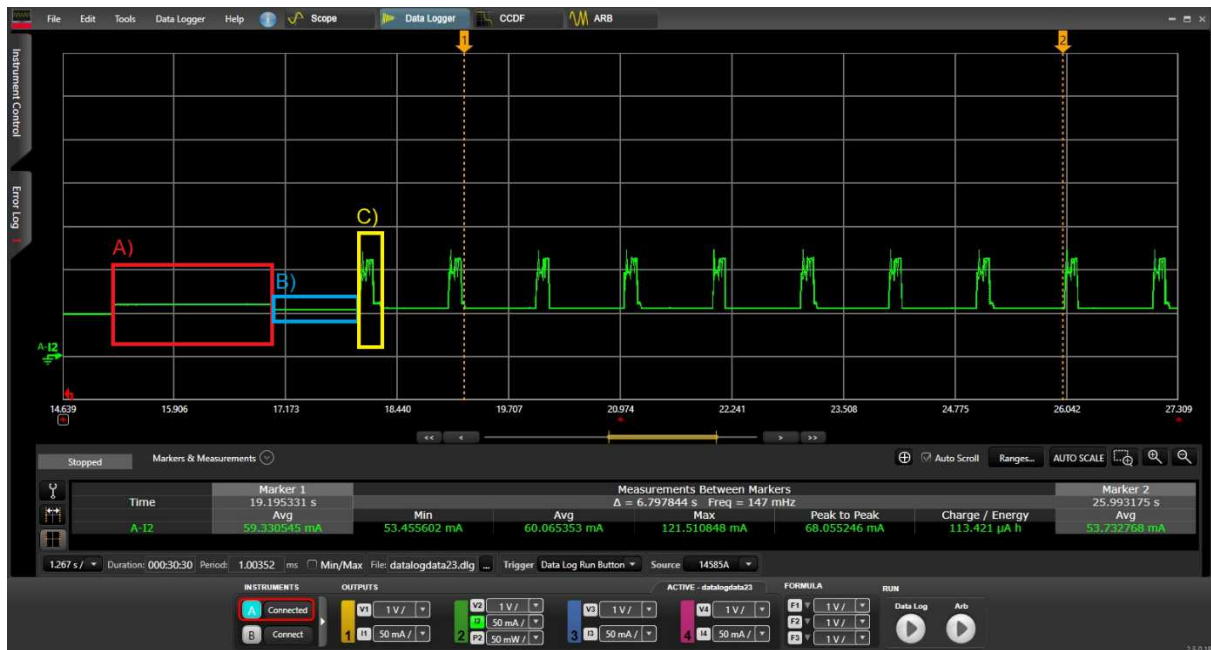 File Edit Tools Data Logger Help Scope Data Logger CCDF ARB
Instrument Control
Error Log
1 2
A)
B)
C)
A-I2
14.639 15.906 17.173 18.440 19.707 20.974 22.241 23.508 24.775 26.042 27.309
<< < > >>
Stopped Markers & Measurements Auto Scroll Ranges... AUTO SCALE
Marker 1 Measurements Between Markers Marker 2
Time 19.195331 s Δ = 6.797844 s Freq = 147 mHz 25.993175 s
Avg Min Avg Max Peak to Peak Charge / Energy Avg
A-I2 59.330545 mA 53.455602 mA 60.065353 mA 121.510848 mA 68.055246 mA 113.421 µA h 53.732768 mA
1.267 s / Duration: 000:30:30 Period: 1.00352 ms Min/Max File: datalogdata23.dlg ... Trigger Data Log Run Button Source 14585A
INSTRUMENTS OUTPUTS ACTIVE - datalogdata23 FORMULA RUN
A Connected V1 1 V / V2 1 V / V3 1 V / V4 1 V / F1 1 V / Data Log Arb
I2 50 mA / F2 1 V /
B Connect 1 I1 50 mA / 2 P2 50 mW / 3 I3 50 mA / 4 I4 50 mA / F3 1 V /